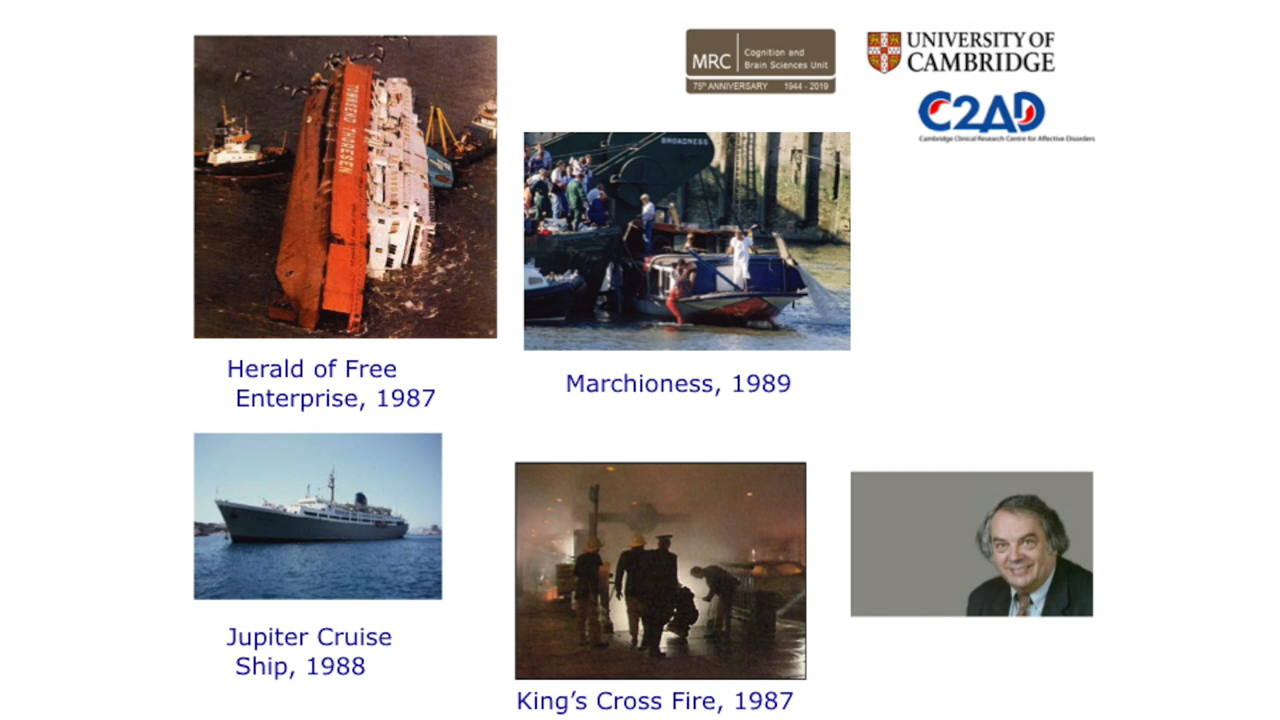 MRC
Cognition and
Brain Sciences Unit
75th ANNIVERSARY 1944 - 2019
UNIVERSITY OF
CAMBRIDGE
C2AD
Cambridge Clinical Research Centre for Affective Disorders
TOWNSEND THORESEN
BROADNESS
Herald of Free
Enterprise, 1987
Marchioness, 1989
Jupiter Cruise
Ship, 1988
King’s Cross Fire, 1987